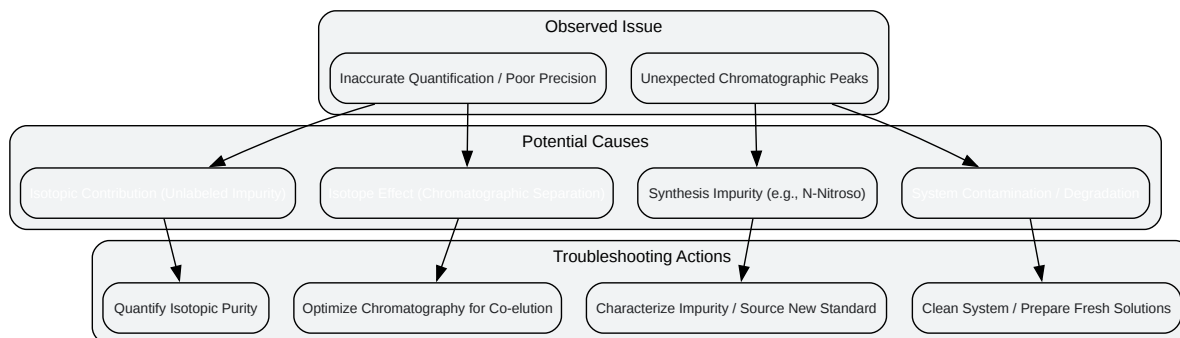 Observed Issue
Inaccurate Quantification / Poor Precision
Unexpected Chromatographic Peaks
Potential Causes
Isotopic Contribution (Unlabeled Impurity)
Isotope Effect (Chromatographic Separation)
Synthesis Impurity (e.g., N-Nitroso)
System Contamination / Degradation
Troubleshooting Actions
Quantify Isotopic Purity
Optimize Chromatography for Co-elution
Characterize Impurity / Source New Standard
Clean System / Prepare Fresh Solutions